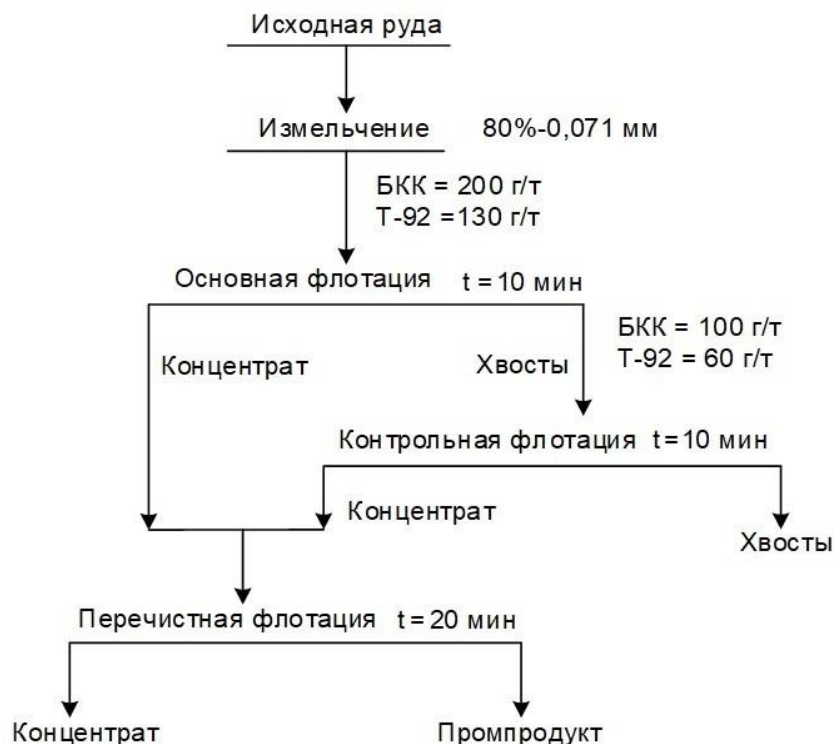 Исходная руда
Измельчение 80%-0,071 мм
БКК = 200 г/т
Т-92 =130 г/т
Основная флотация t = 10 мин
БКК = 100 г/т
Т-92 = 60 г/т
Концентрат
Хвосты
Контрольная флотация t = 10 мин
Концентрат
Хвосты
Перечистная флотация t = 20 мин
Концентрат
Промпродукт